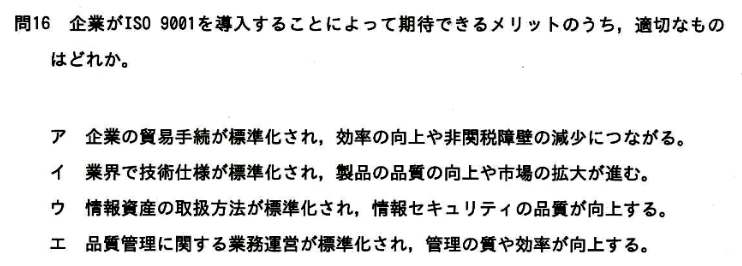 問16　企業がISO 9001を導入することによって期待できるメリットのうち，適切なもの
はどれか。
ア　企業の貿易手続が標準化され，効率の向上や非関税障壁の減少につながる。
イ　業界で技術仕様が標準化され，製品の品質の向上や市場の拡大が進む。
ウ　情報資産の取扱方法が標準化され，情報セキュリティの品質が向上する。
エ　品質管理に関する業務運営が標準化され，管理の質や効率が向上する。